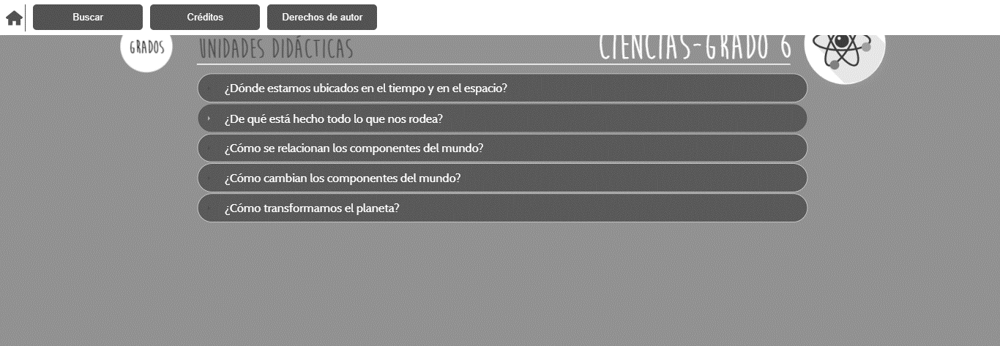 Buscar
Créditos
Derechos de autor
GRADOS
UNIDADES DIDÁCTICAS
CIENCIAS-GRADO 6
¿Dónde estamos ubicados en el tiempo y en el espacio?
¿De qué está hecho todo lo que nos rodea?
¿Cómo se relacionan los componentes del mundo?
¿Cómo cambian los componentes del mundo?
¿Cómo transformamos el planeta?